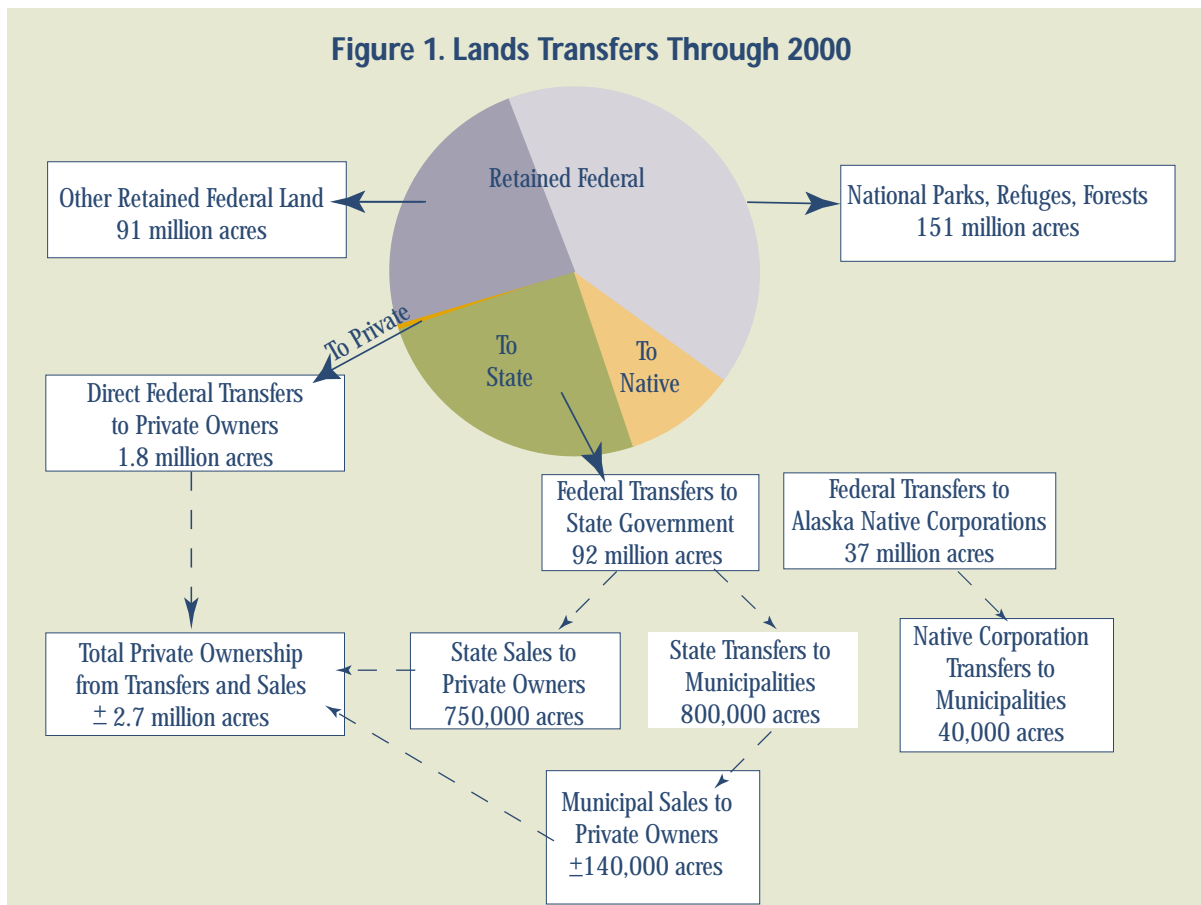 Figure 1. Lands Transfers Through 2000
Retained Federal
Other Retained Federal Land
91 million acres
National Parks, Refuges, Forests
151 million acres
To Private
To
State
To
Native
Direct Federal Transfers
to Private Owners
1.8 million acres
Federal Transfers to
State Government
92 million acres
Federal Transfers to
Alaska Native Corporations
37 million acres
Total Private Ownership
from Transfers and Sales
± 2.7 million acres
State Sales to
Private Owners
750,000 acres
State Transfers to
Municipalities
800,000 acres
Native Corporation
Transfers to
Municipalities
40,000 acres
Municipal Sales to
Private Owners
±140,000 acres